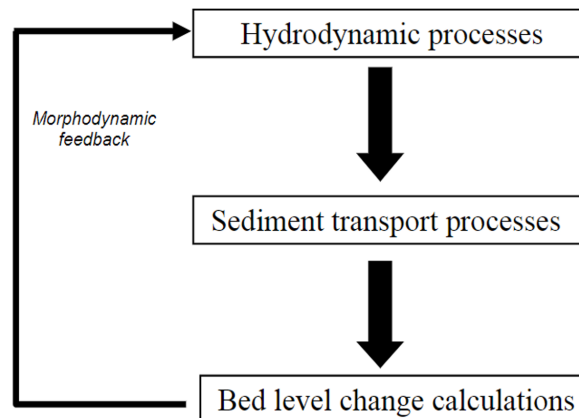 Hydrodynamic processes
Morphodynamic
feedback
Sediment transport processes
Bed level change calculations